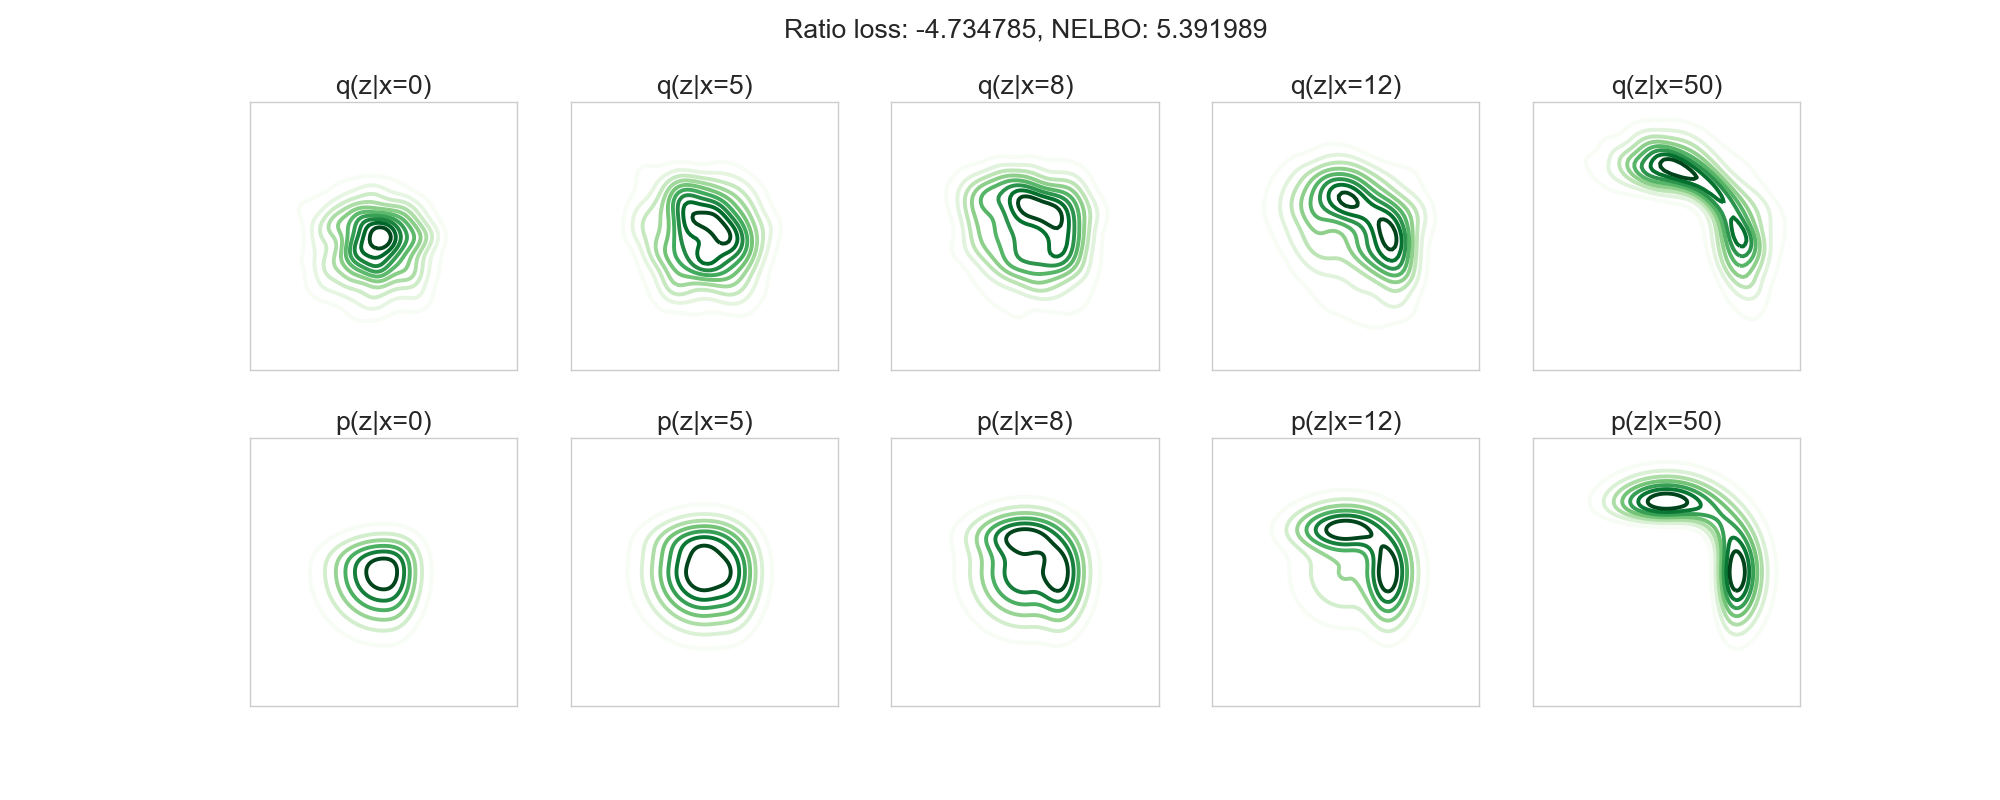 Ratio loss: -4.734785, NELBO: 5.391989
q(z|x=0) q(z|x=5) q(z|x=8) q(z|x=12) q(z|x=50)
p(z|x=0) p(z|x=5) p(z|x=8) p(z|x=12) p(z|x=50)